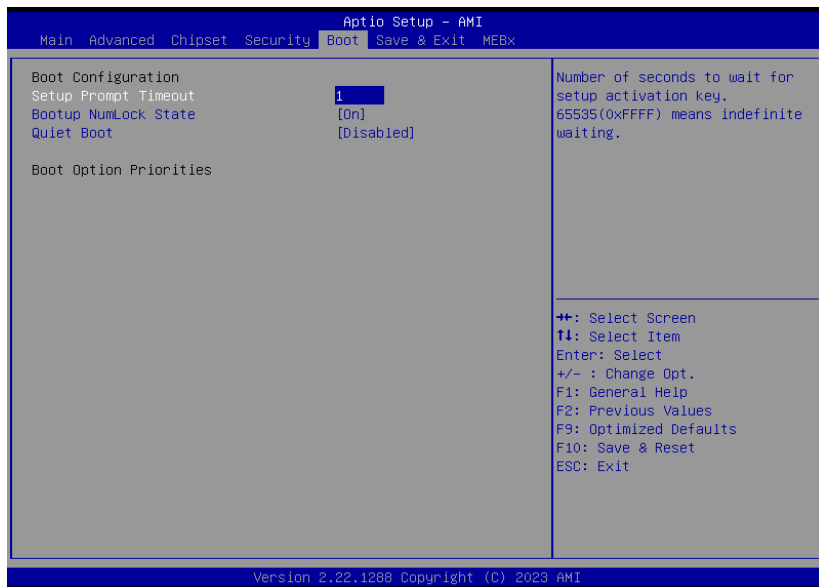 Aptio Setup – AMI
Main Advanced Chipset Security Boot Save & Exit MEBx
Boot Configuration
Setup Prompt Timeout 1
Bootup NumLock State [On]
Quiet Boot [Disabled]
Boot Option Priorities
Number of seconds to wait for
setup activation key.
65535(0xFFFF) means indefinite
waiting.
→←: Select Screen
↑↓: Select Item
Enter: Select
+/- : Change Opt.
F1: General Help
F2: Previous Values
F9: Optimized Defaults
F10: Save & Reset
ESC: Exit
Version 2.22.1288 Copyright (C) 2023 AMI